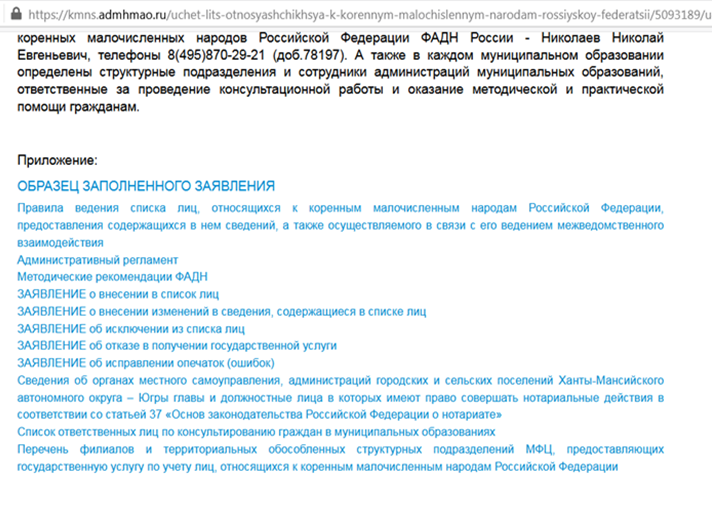 https://kmns.admhmao.ru/uchet-lits-otnosyashchikhsya-k-korennym-malochislennym-narodam-rossiyskoy-federatsii/5093189/u
коренных малочисленных народов Российской Федерации ФАДН России - Николаев Николай
Евгеньевич, телефоны 8(495)870-29-21 (доб.78197). А также в каждом муниципальном образовании
определены структурные подразделения и сотрудники администраций муниципальных образований,
ответственные за проведение консультационной работы и оказание методической и практической
помощи гражданам.
Приложение:
ОБРАЗЕЦ ЗАПОЛНЕННОГО ЗАЯВЛЕНИЯ
Правила ведения списка лиц, относящихся к коренным малочисленным народам Российской Федерации,
предоставления содержащихся в нем сведений, а также осуществляемого в связи с его ведением межведомственного
взаимодействия
Административный регламент
Методические рекомендации ФАДН
ЗАЯВЛЕНИЕ о внесении в список лиц
ЗАЯВЛЕНИЕ о внесении изменений в сведения, содержащиеся в списке лиц
ЗАЯВЛЕНИЕ об исключении из списка лиц
ЗАЯВЛЕНИЕ об отказе в получении государственной услуги
ЗАЯВЛЕНИЕ об исправлении опечаток (ошибок)
Сведения об органах местного самоуправления, администраций городских и сельских поселений Ханты-Мансийского
автономного округа – Югры главы и должностные лица в которых имеют право совершать нотариальные действия в
соответствии со статьей 37 «Основ законодательства Российской Федерации о нотариате»
Список ответственных лиц по консультированию граждан в муниципальных образованиях
Перечень филиалов и территориальных обособленных структурных подразделений МФЦ, предоставляющих
государственную услугу по учету лиц, относящихся к коренным малочисленным народам Российской Федерации